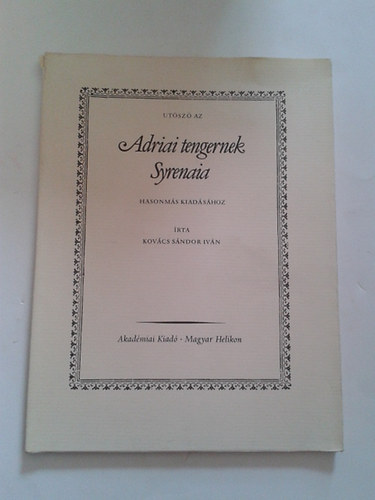 UTÓSZÓ AZ
Adriai tengernek
Syrenaia
HASONMÁS KIADÁSÁHOZ
ÍRTA
KOVÁCS SÁNDOR IVÁN
Akadémiai Kiadó · Magyar Helikon